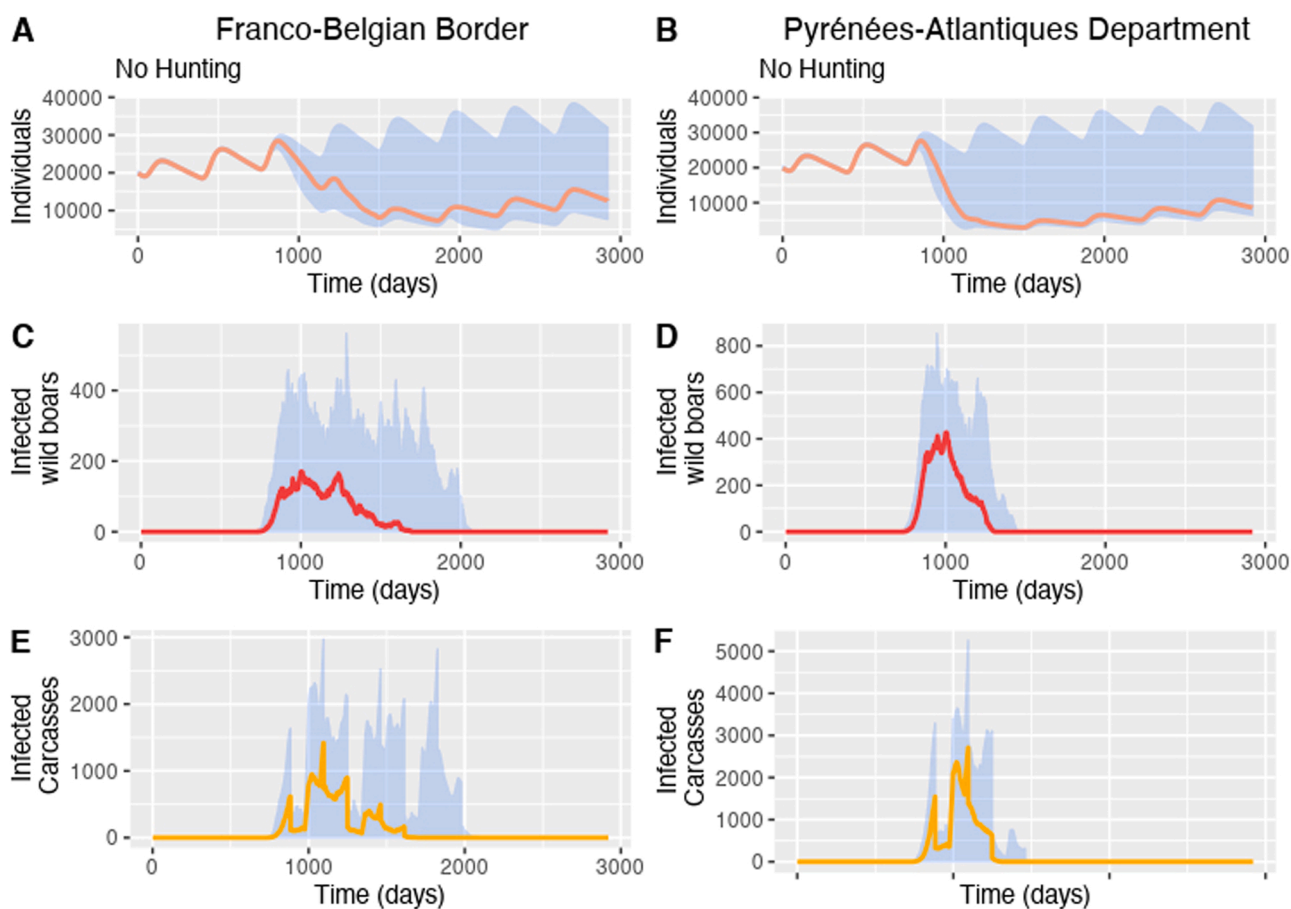 A Franco-Belgian Border
No Hunting
40000
30000
20000
10000
Individuals
0 1000 2000 3000
Time (days)
B Pyrénées-Atlantiques Department
No Hunting
40000
30000
20000
10000
Individuals
0 1000 2000 3000
Time (days)
C
400
200
0
Infected
wild boars
0 1000 2000 3000
Time (days)
D
800
600
400
200
0
Infected
wild boars
0 1000 2000 3000
Time (days)
E
3000
2000
1000
0
Infected
Carcasses
0 1000 2000 3000
Time (days)
F
5000
4000
3000
2000
1000
0
Infected
Carcasses
Time (days)